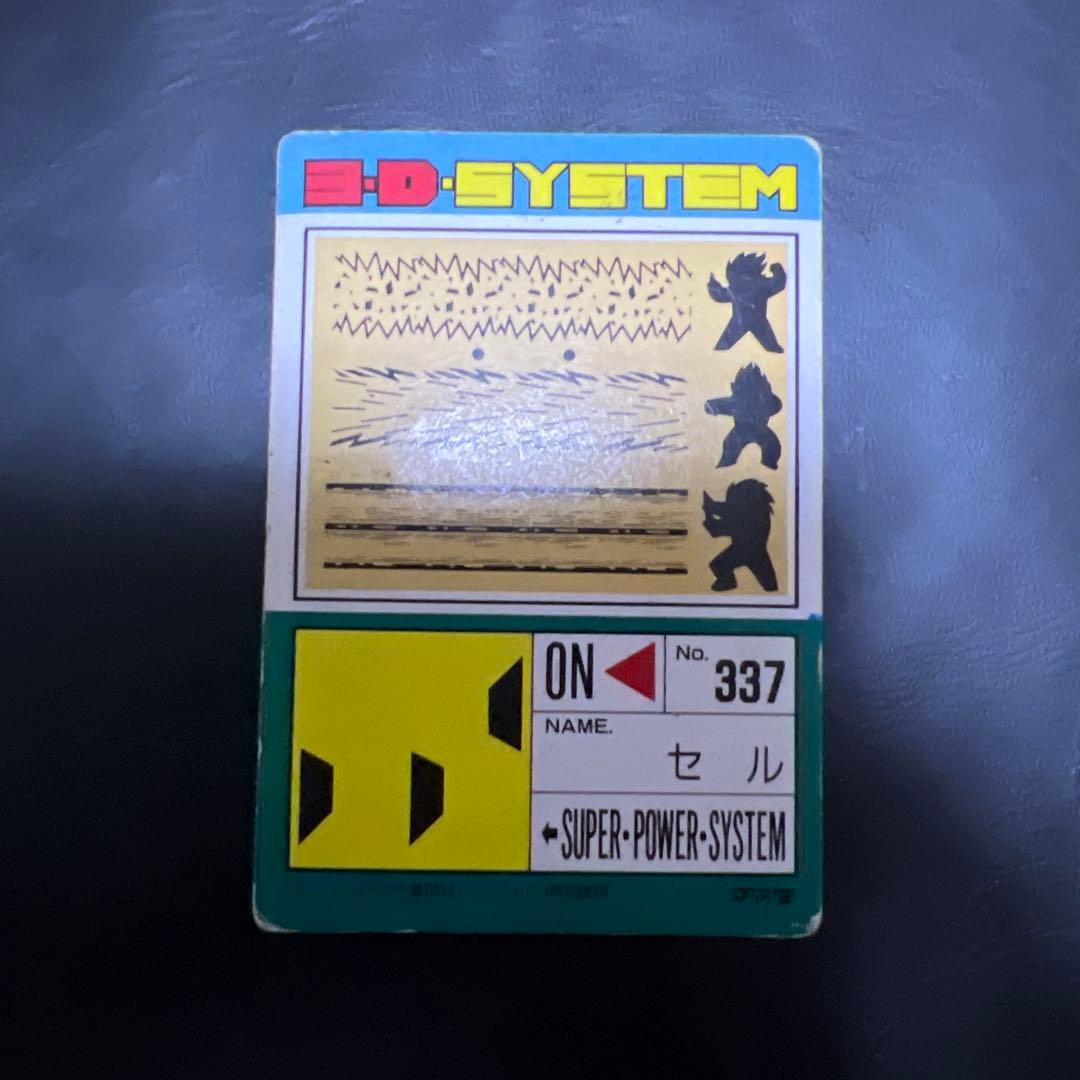 3·D·SYSTEM
ON
No. 337
NAME.
セル
←SUPER・POWER・SYSTEM